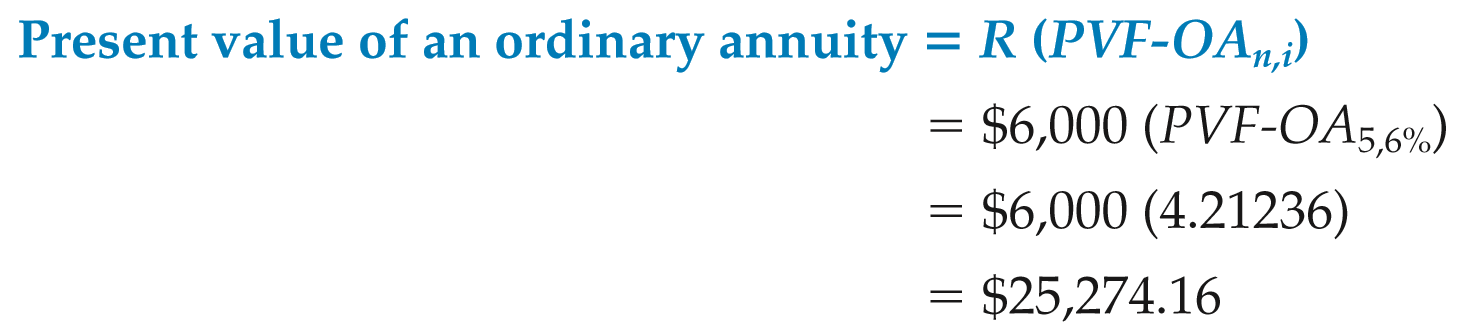 Present value of an ordinary annuity = R (PVF-OAn,i)
= $6,000 (PVF-OA5,6%)
= $6,000 (4.21236)
= $25,274.16